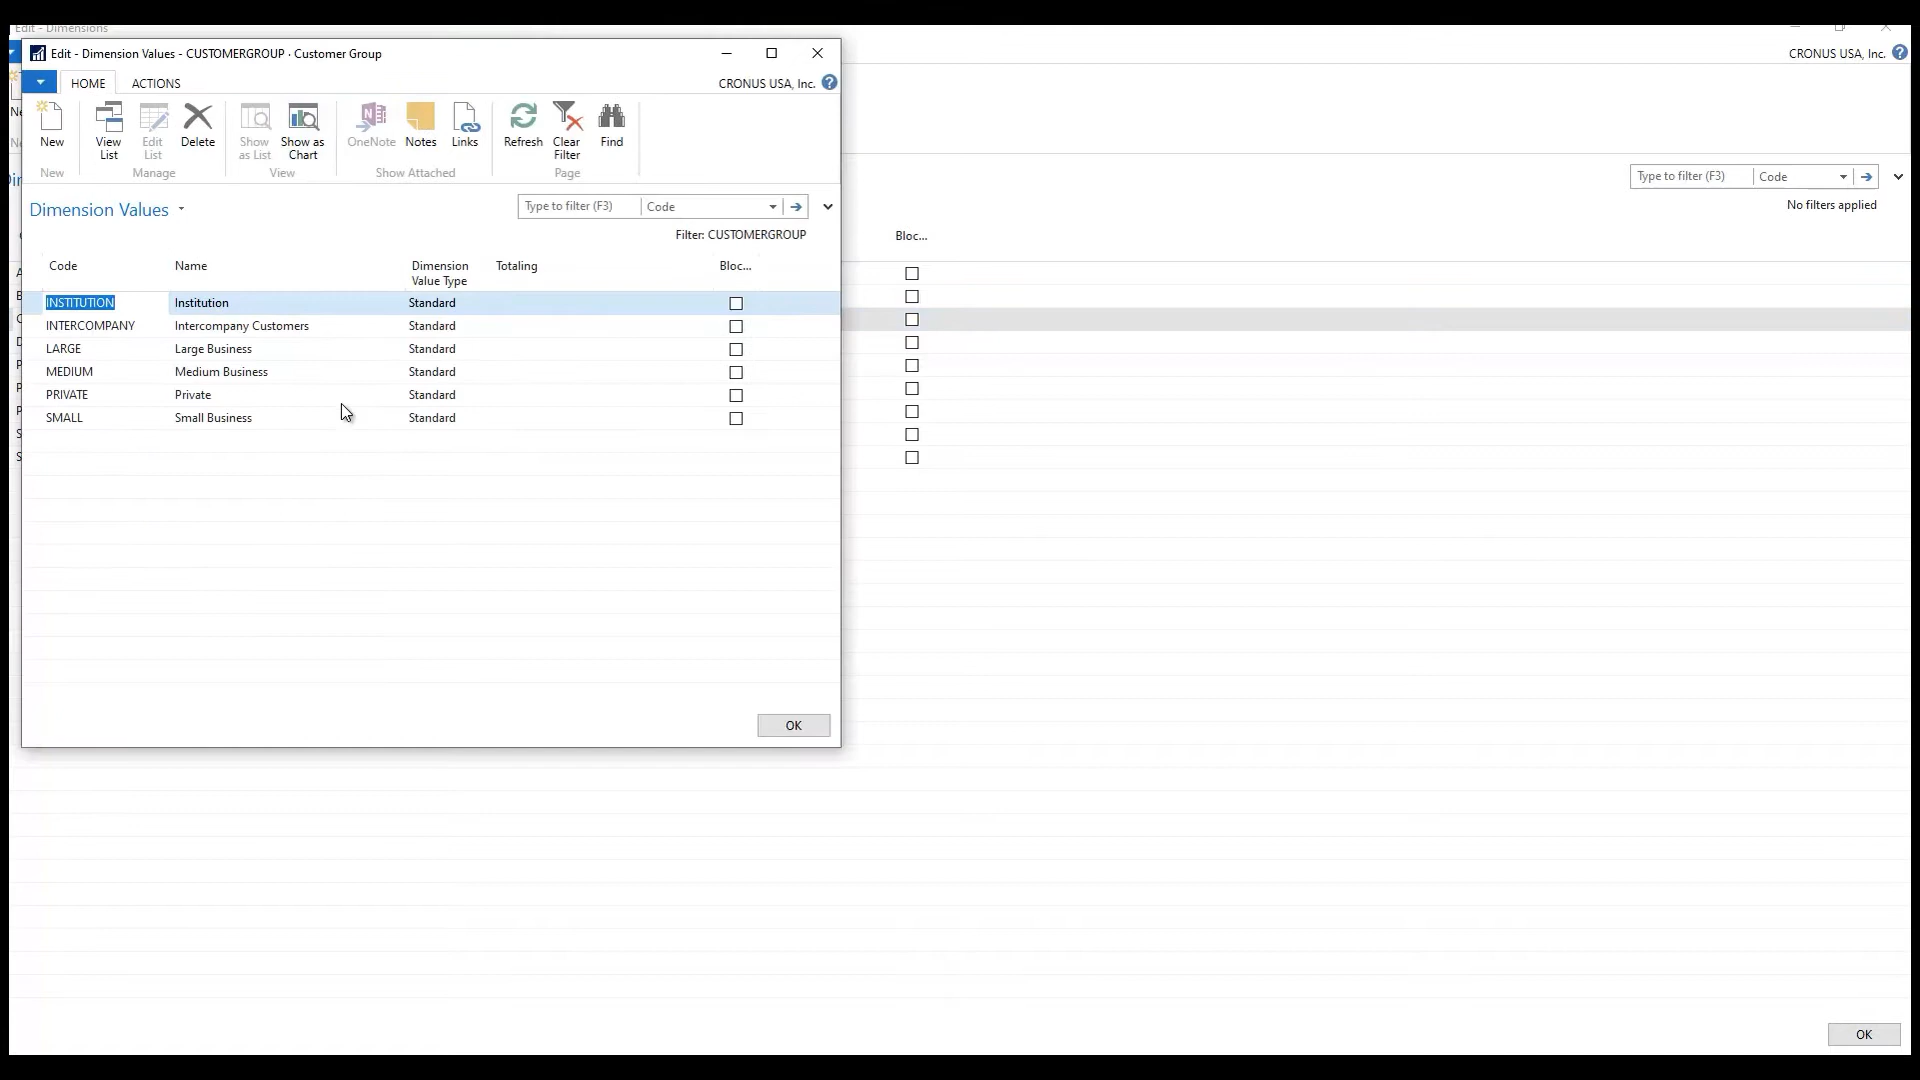 Edit - Dimensions
Edit - Dimension Values - CUSTOMERGROUP · Customer Group
CRONUS USA, Inc.
HOME
ACTIONS
CRONUS USA, Inc.
New
View List
Edit List
Delete
Show as List
Show as Chart
OneNote
Notes
Links
Refresh
Clear Filter
Find
New
Manage
View
Show Attached
Page
Type to filter (F3)
Code
No filters applied
Dimension Values
Type to filter (F3)
Code
Filter: CUSTOMERGROUP
Bloc...
Code Name Dimension Value Type Totaling Bloc...
INSTITUTION Institution Standard
INTERCOMPANY Intercompany Customers Standard
LARGE Large Business Standard
MEDIUM Medium Business Standard
PRIVATE Private Standard
SMALL Small Business Standard
OK
OK